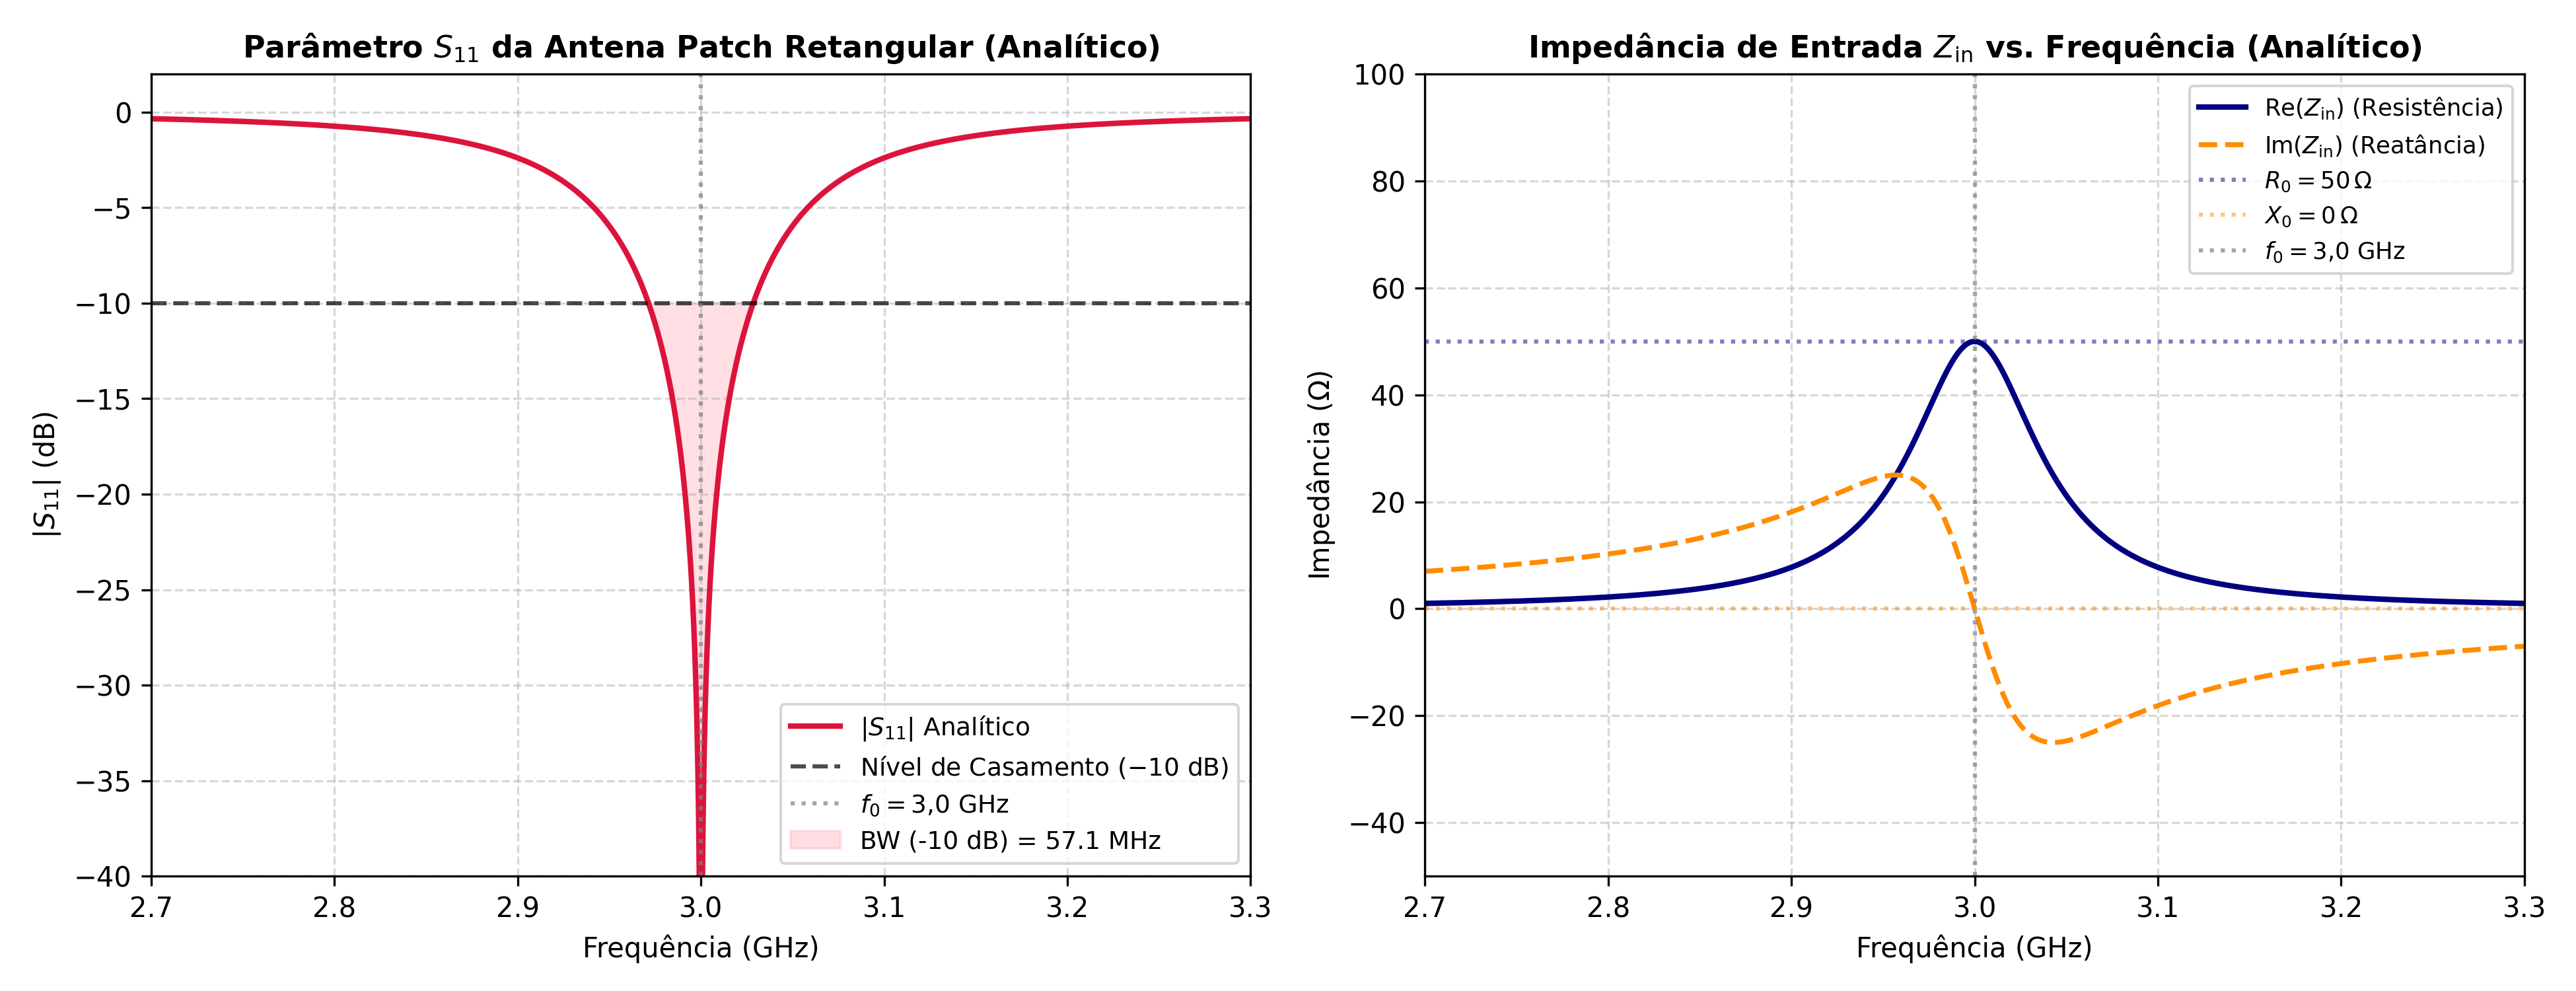 Parâmetro S₁₁ da Antena Patch Retangular (Analítico)
|S₁₁| (dB)
0
−5
−10
−15
−20
−25
−30
−35
−40
|S₁₁| Analítico
Nível de Casamento (−10 dB)
f₀ = 3,0 GHz
BW (-10 dB) = 57.1 MHz
2.7 2.8 2.9 3.0 3.1 3.2 3.3
Frequência (GHz)
Impedância de Entrada Zin vs. Frequência (Analítico)
Impedância (Ω)
100
80
60
40
20
0
−20
−40
Re(Zin) (Resistência)
Im(Zin) (Reatância)
R₀ = 50 Ω
X₀ = 0 Ω
f₀ = 3,0 GHz
2.7 2.8 2.9 3.0 3.1 3.2 3.3
Frequência (GHz)